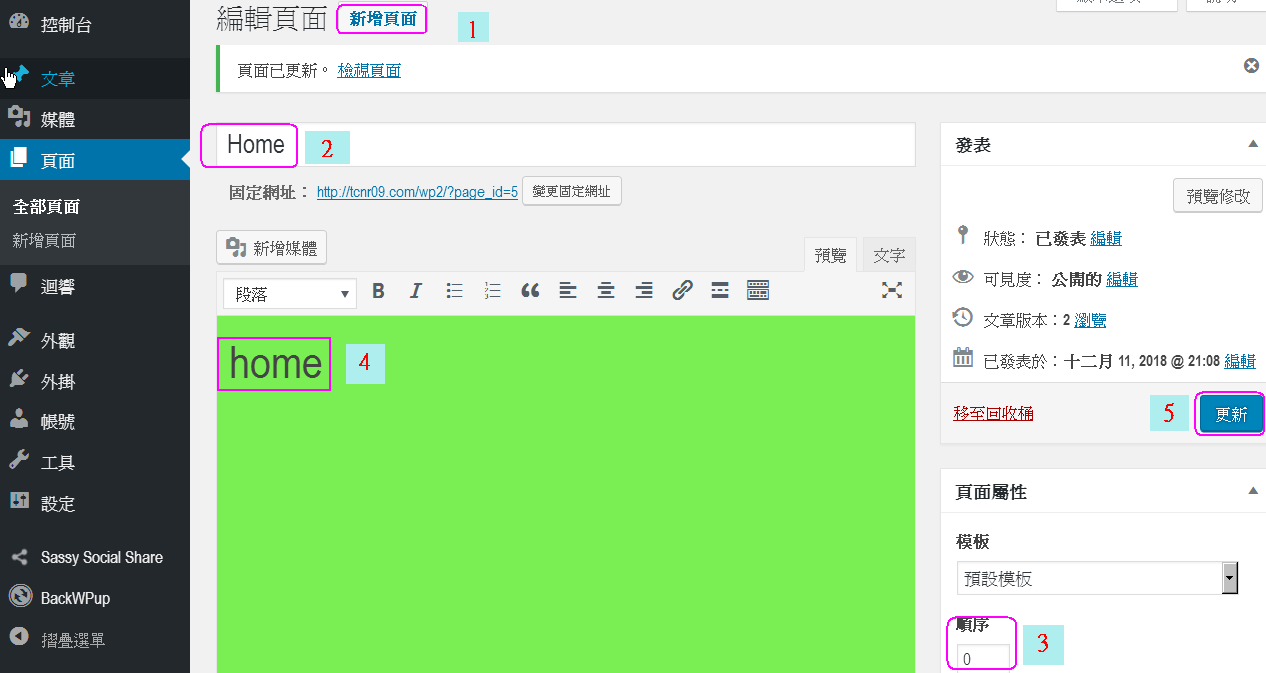 控制台
文章
媒體
頁面
全部頁面
新增頁面
迴響
外觀
外掛
帳號
工具
設定
Sassy Social Share
BackWPup
摺疊選單
編輯頁面 新增頁面 1
頁面已更新。 檢視頁面
Home 2
固定網址： http://tcnr09.com/wp2/?page_id=5 變更固定網址
新增媒體 預覽 文字
段落 B I
home 4
發表
預覽修改
狀態： 已發表 編輯
可見度： 公開的 編輯
文章版本：2 瀏覽
已發表於：十二月 11, 2018 @ 21:08 編輯
移至回收桶 5 更新
頁面屬性
模板
預設模板
順序
0 3